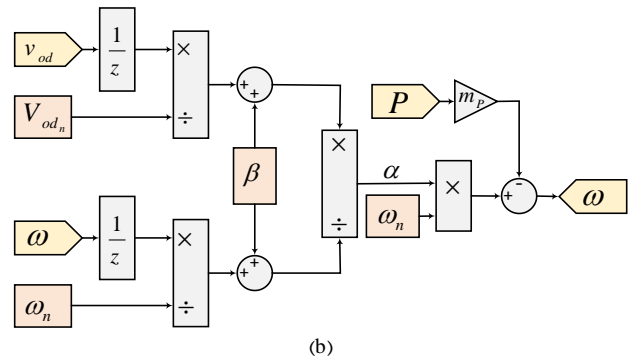 v_od
1
z
×
÷
V_od_n
+
+
P
m_P
×
÷
β
α
ω_n
×
-
+
ω
ω
1
z
×
÷
ω_n
+
+
(b)